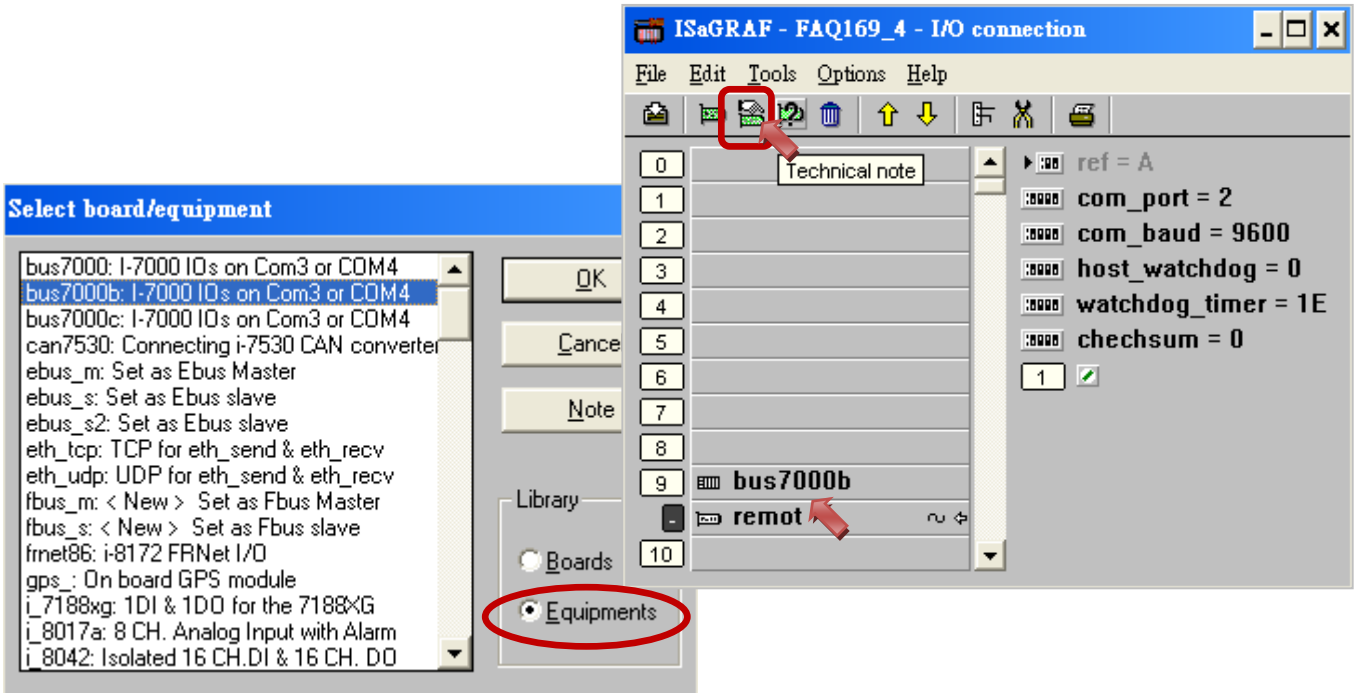 ISaGRAF - FAQ169_4 - I/O connection
File Edit Tools Options Help
Technical note
0
1
2
3
4
5
6
7
8
9 bus7000b
- remot
10
ref = A
com_port = 2
com_baud = 9600
host_watchdog = 0
watchdog_timer = 1E
chechsum = 0
1
Select board/equipment
bus7000: I-7000 IOs on Com3 or COM4
bus7000b: I-7000 IOs on Com3 or COM4
bus7000c: I-7000 IOs on Com3 or COM4
can7530: Connecting i-7530 CAN converter
ebus_m: Set as Ebus Master
ebus_s: Set as Ebus slave
ebus_s2: Set as Ebus slave
eth_tcp: TCP for eth_send & eth_recv
eth_udp: UDP for eth_send & eth_recv
fbus_m: < New > Set as Fbus Master
fbus_s: < New > Set as Fbus slave
frnet86: i-8172 FRNet I/O
gps_: On board GPS module
i_7188xg: 1DI & 1DO for the 7188XG
i_8017a: 8 CH. Analog Input with Alarm
i_8042: Isolated 16 CH.DI & 16 CH. DO
OK
Cance
Note
Library
Boards
Equipments